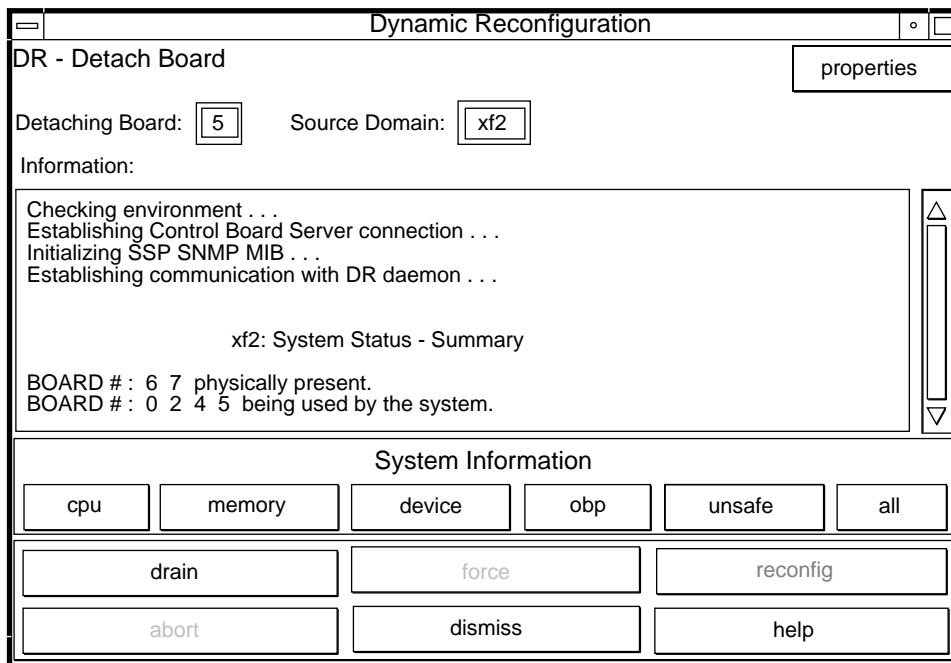 Dynamic Reconfiguration
DR - Detach Board
properties
Detaching Board: 5 Source Domain: xf2
Information:
Checking environment . . .
Establishing Control Board Server connection . . .
Initializing SSP SNMP MIB . . .
Establishing communication with DR daemon . . .
xf2: System Status - Summary
BOARD # : 6 7 physically present.
BOARD # : 0 2 4 5 being used by the system.
System Information
cpu memory device obp unsafe all
drain force reconfig
abort dismiss help